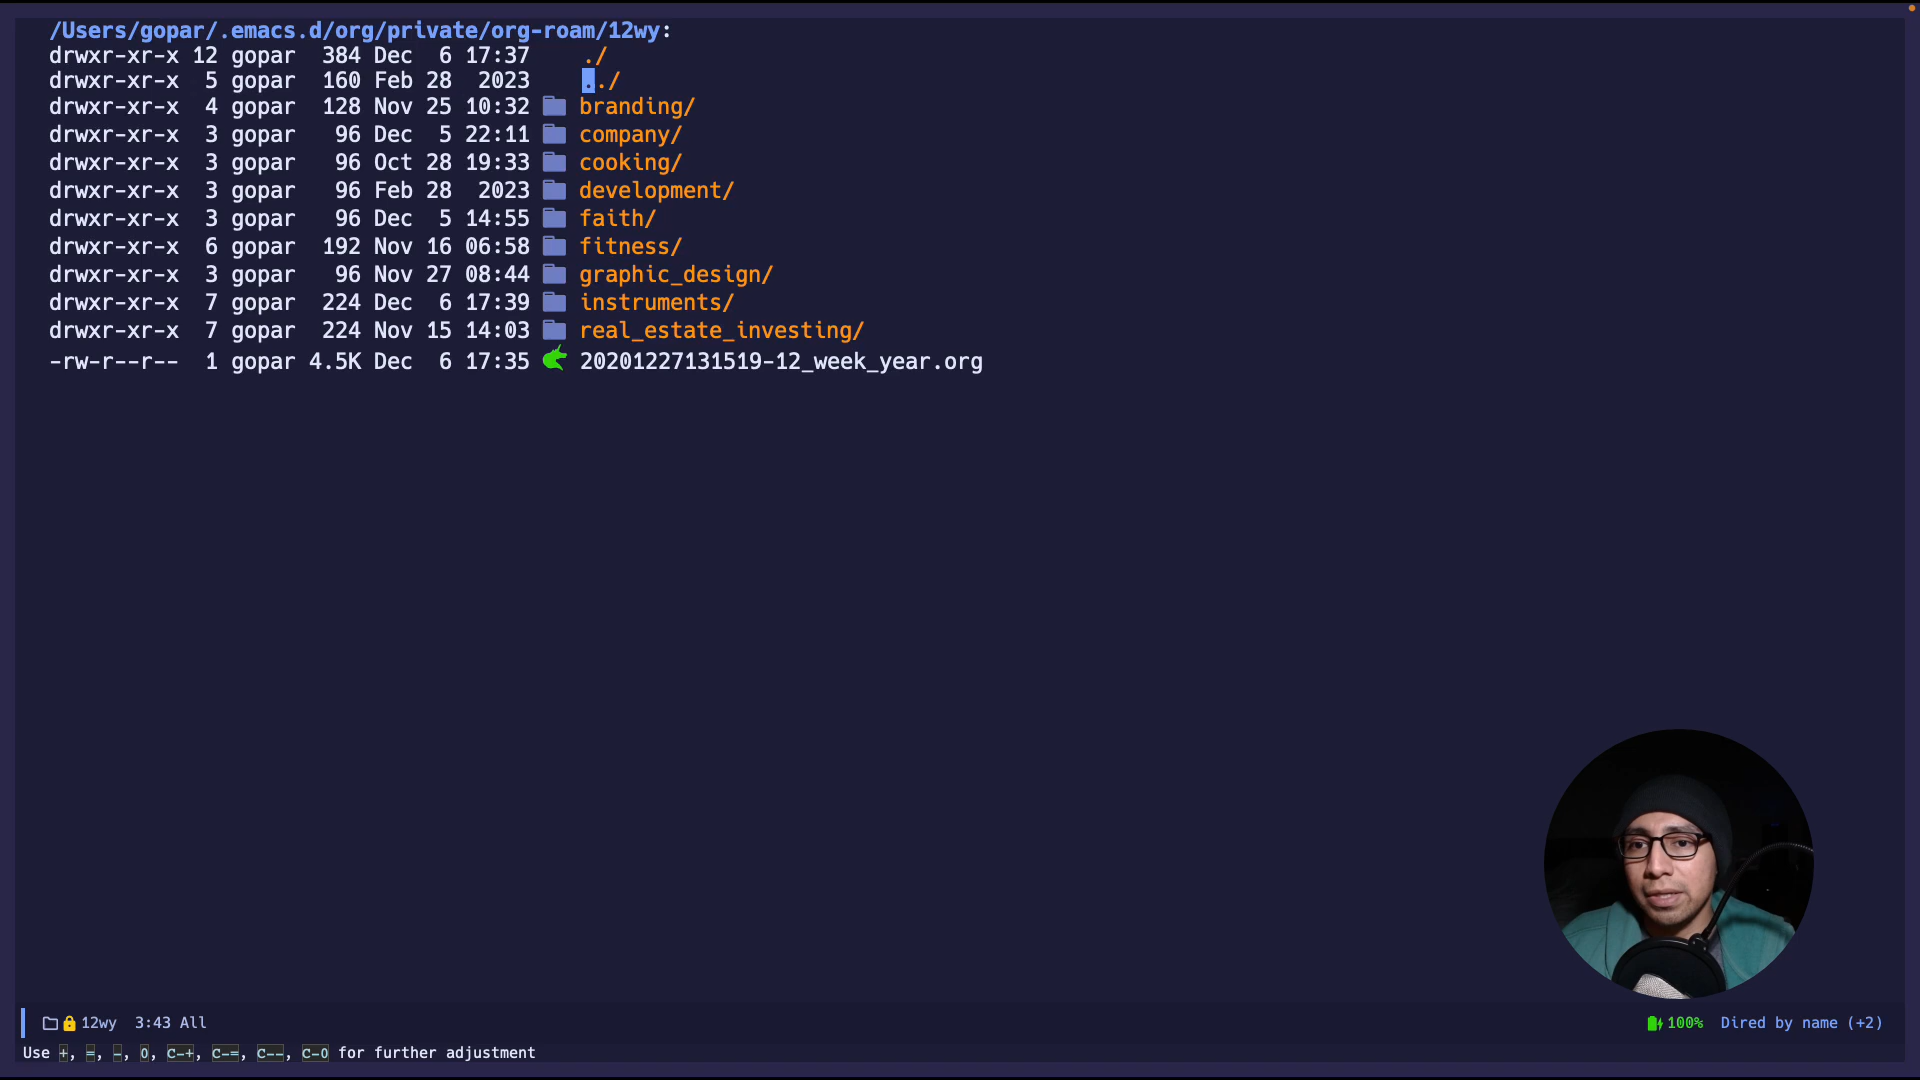 /Users/gopar/.emacs.d/org/private/org-roam/12wy:
drwxr-xr-x 12 gopar  384 Dec  6 17:37    ./
drwxr-xr-x  5 gopar  160 Feb 28  2023    ../
drwxr-xr-x  4 gopar  128 Nov 25 10:32    branding/
drwxr-xr-x  3 gopar   96 Dec  5 22:11    company/
drwxr-xr-x  3 gopar   96 Oct 28 19:33    cooking/
drwxr-xr-x  3 gopar   96 Feb 28  2023    development/
drwxr-xr-x  3 gopar   96 Dec  5 14:55    faith/
drwxr-xr-x  6 gopar  192 Nov 16 06:58    fitness/
drwxr-xr-x  3 gopar   96 Nov 27 08:44    graphic_design/
drwxr-xr-x  7 gopar  224 Dec  6 17:39    instruments/
drwxr-xr-x  7 gopar  224 Nov 15 14:03    real_estate_investing/
-rw-r--r--  1 gopar 4.5K Dec  6 17:35    20201227131519-12_week_year.org
12wy  3:43 All  100%  Dired by name (+2)
Use +, =, -, 0, C-+, C-=, C--, C-0 for further adjustment